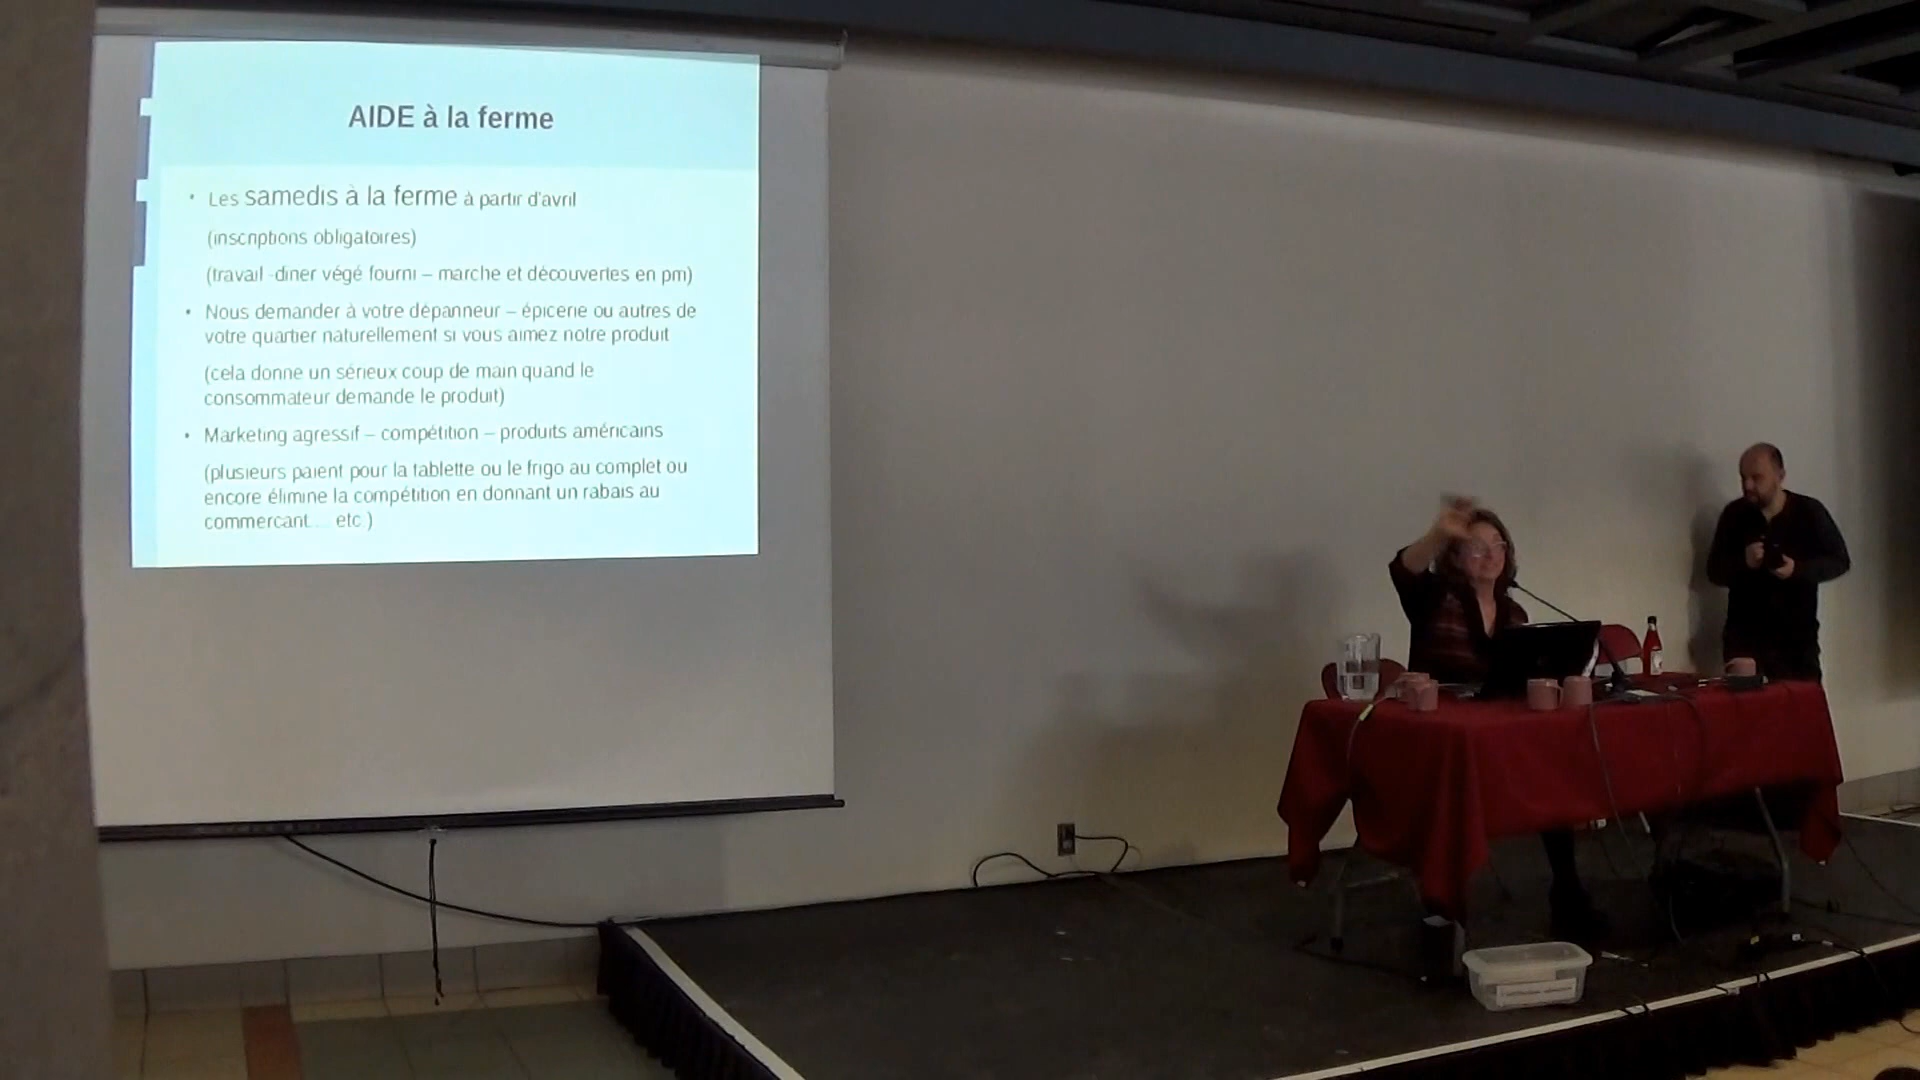 AIDE à la ferme
• Les samedis à la ferme à partir d'avril
(inscriptions obligatoires)
(travail -diner végé fourni – marche et découvertes en pm)
• Nous demander à votre dépanneur – épicerie ou autres de
votre quartier naturellement si vous aimez notre produit
(cela donne un sérieux coup de main quand le
consommateur demande le produit)
• Marketing agressif – compétition – produits américains
(plusieurs paient pour la tablette ou le frigo au complet ou
encore élimine la compétition en donnant un rabais au
commerçant... etc )